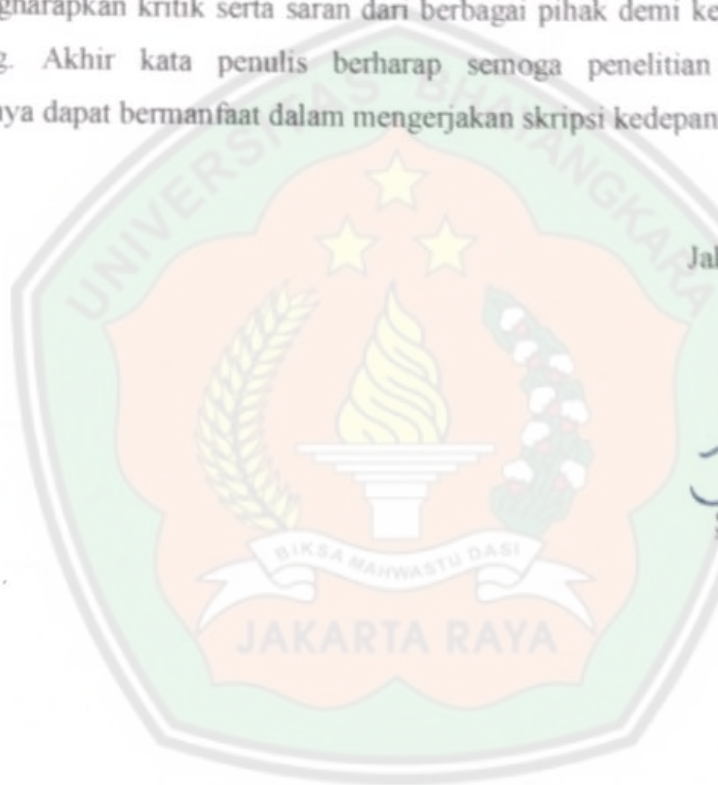 gharapkan kritik serta saran dari berbagai pihak demi ke
g. Akhir kata penulis berharap semoga penelitian
ya dapat bermanfaat dalam mengerjakan skripsi kedepan
Jal
UNIVERSITAS BHAYANGKARA
BIKSA MAHWASTU DASI
JAKARTA RAYA